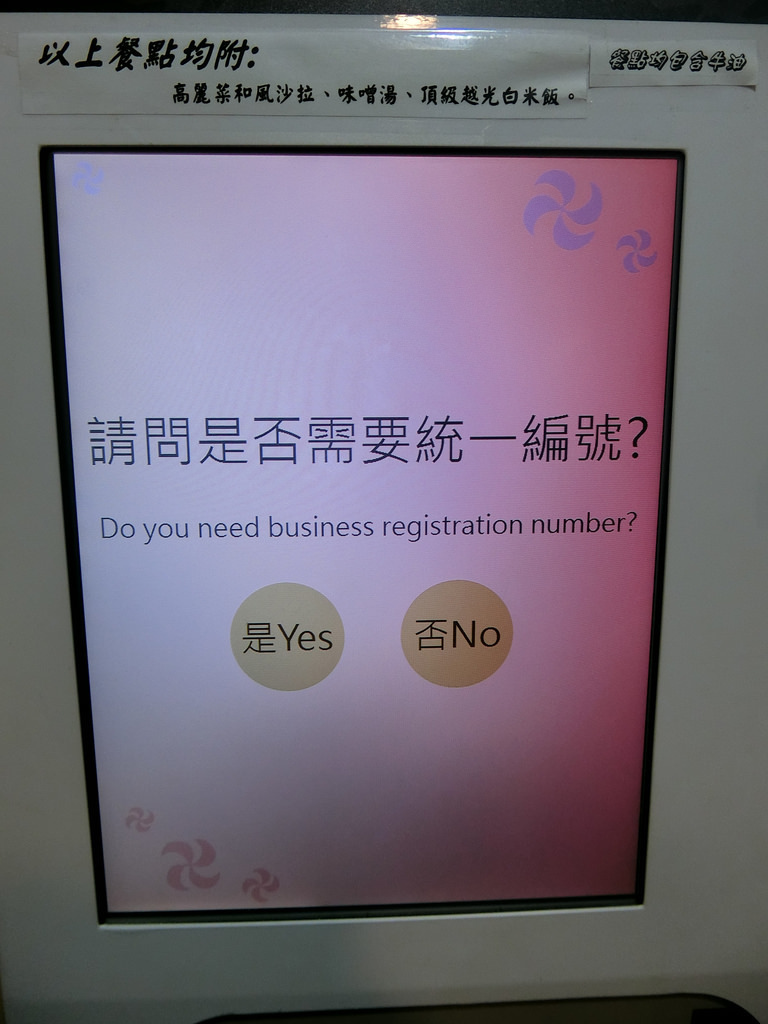 以上餐點均附:
餐點均包含牛油
高麗菜和風沙拉、味噌湯、頂級越光白米飯。
請問是否需要統一編號?
Do you need business registration number?
是Yes
否No